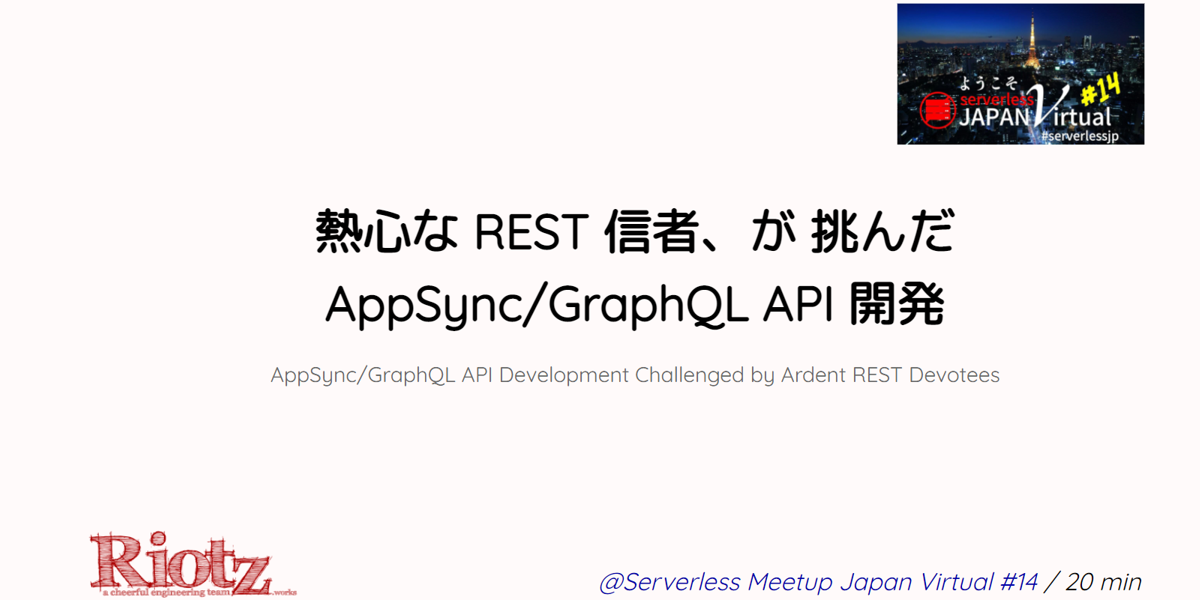 ようこそ
serverless
JAPAN Virtual
#14
#serverlessjp
熱心な REST 信者、が 挑んだ
AppSync/GraphQL API 開発
AppSync/GraphQL API Development Challenged by Ardent REST Devotees
Riotz
a cheerful engineering team .works
@Serverless Meetup Japan Virtual #14 / 20 min